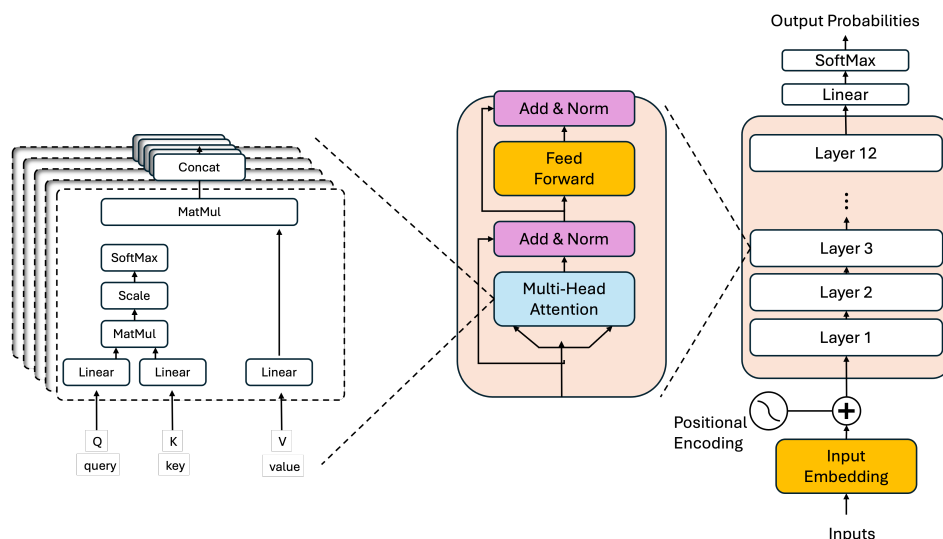 Concat
MatMul
SoftMax
Scale
MatMul
Linear
Linear
Linear
Q
K
V
query
key
value
Add & Norm
Feed
Forward
Add & Norm
Multi-Head
Attention
Output Probabilities
SoftMax
Linear
Layer 12
Layer 3
Layer 2
Layer 1
Positional
Encoding
Input
Embedding
Inputs